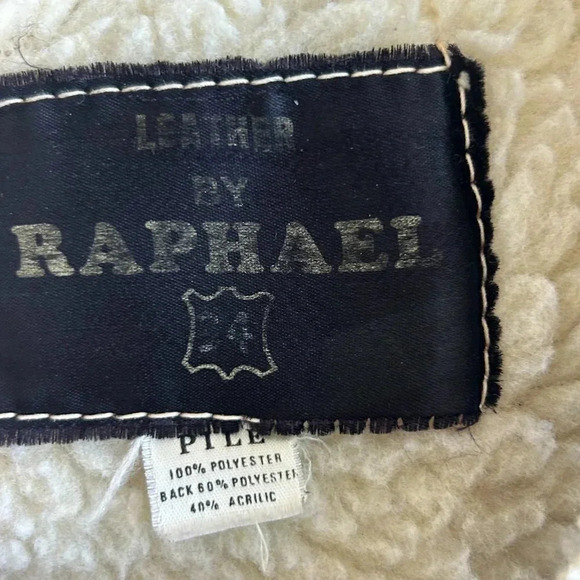 LEATHER
BY
RAPHAEL
34
PILE
100% POLYESTER
BACK 60% POLYESTER
40% ACRILIC